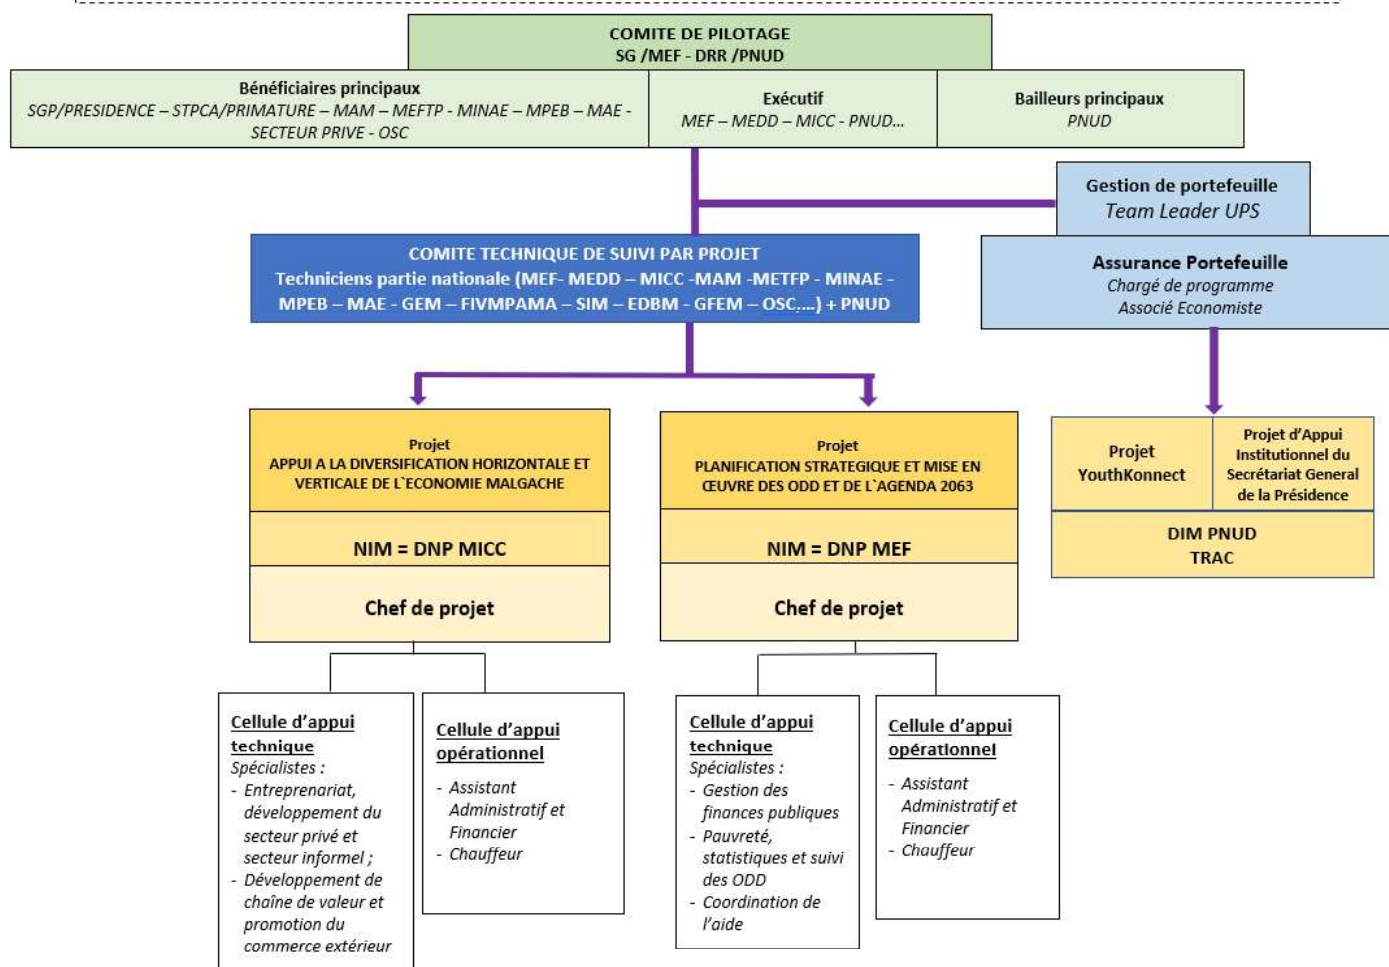 COMITE DE PILOTAGE
SG /MEF - DRR /PNUD
Bénéficiaires principaux
SGP/PRESIDENCE – STPCA/PRIMATURE – MAM – MEFTP - MINAE – MPEB – MAE -
SECTEUR PRIVE - OSC
Exécutif
MEF – MEDD – MICC - PNUD...
Bailleurs principaux
PNUD
Gestion de portefeuille
Team Leader UPS
Assurance Portefeuille
Chargé de programme
Associé Economiste
COMITE TECHNIQUE DE SUIVI PAR PROJET
Techniciens partie nationale (MEF- MEDD – MICC -MAM -METFP - MINAE -
MPEB – MAE - GEM – FIVMPAMA – SIM – EDBM - GFEM – OSC,...) + PNUD
Projet
APPUI A LA DIVERSIFICATION HORIZONTALE ET
VERTICALE DE L`ECONOMIE MALGACHE
NIM = DNP MICC
Chef de projet
Projet
PLANIFICATION STRATEGIQUE ET MISE EN
ŒUVRE DES ODD ET DE L`AGENDA 2063
NIM = DNP MEF
Chef de projet
Projet
YouthKonnect
Projet d’Appui
Institutionnel du
Secrétariat General
de la Présidence
DIM PNUD
TRAC
Cellule d’appui
technique
Spécialistes :
- Entreprenariat,
développement du
secteur privé et
secteur informel ;
- Développement de
chaîne de valeur et
promotion du
commerce extérieur
Cellule d’appui
opérationnel
- Assistant
Administratif et
Financier
- Chauffeur
Cellule d’appui
technique
Spécialistes :
- Gestion des
finances publiques
- Pauvreté,
statistiques et suivi
des ODD
- Coordination de
l’aide
Cellule d’appui
opérationnel
- Assistant
Administratif et
Financier
- Chauffeur